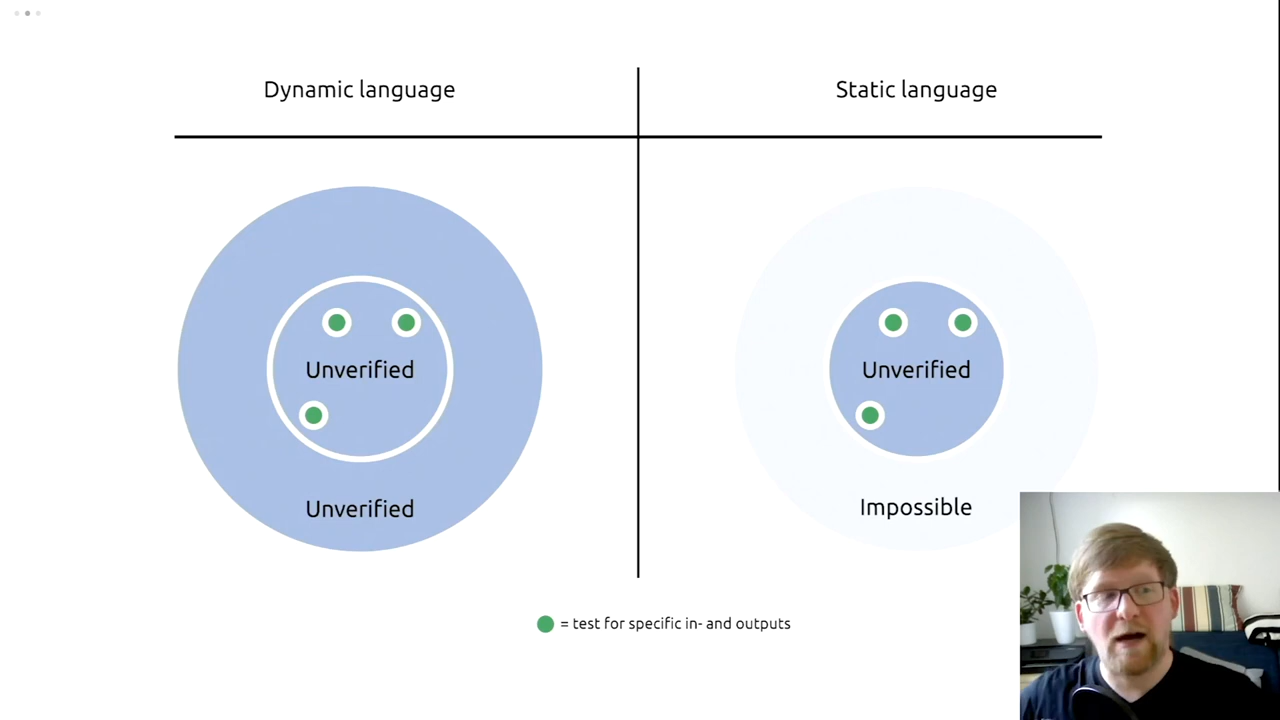 Dynamic language
Static language
Unverified
Unverified
Unverified
Impossible
= test for specific in- and outputs